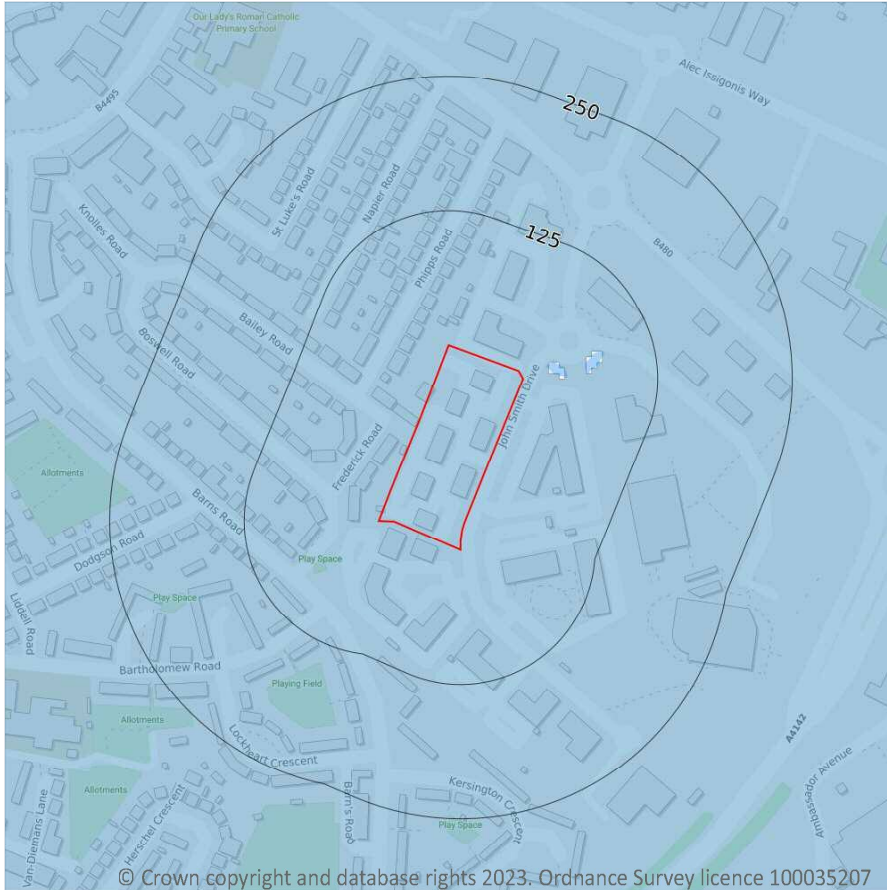 Our Lady's Roman Catholic
Primary School
B4495
250
Alec Issigonis Way
St Luke's Road
Napier Road
Knolles Road
Phipps Road
125
B480
Bailey Road
Boswell Road
John Smith Drive
Frederick Road
Allotments
Barns Road
Dodgson Road
Play Space
Play Space
Liddell Road
Bartholomew Road
Playing Field
Allotments
A4142
Lockheart Crescent
Allotments
Kersington Crescent
Ambassador Avenue
Barn's Road
Van-Diemans Lane
Herschel Crescent
Play Space
© Crown copyright and database rights 2023. Ordnance Survey licence 100035207